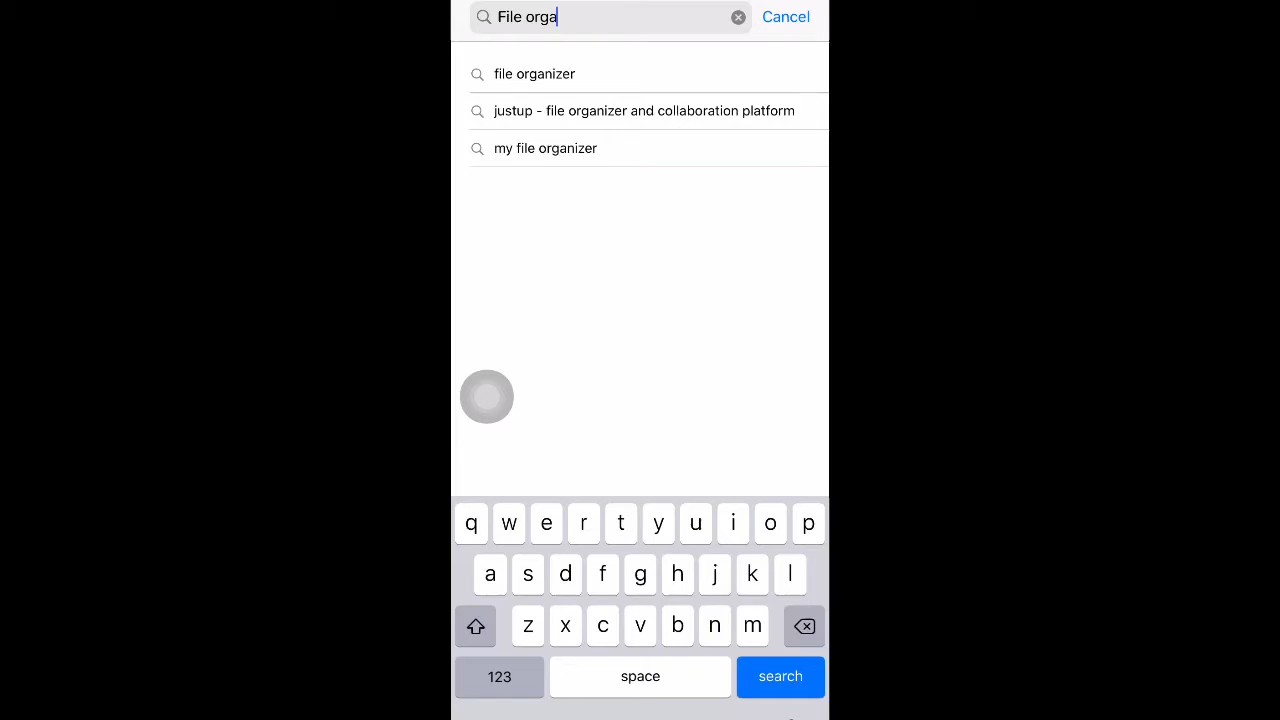 File orga
Cancel
file organizer
justup - file organizer and collaboration platform
my file organizer
q w e r t y u i o p
a s d f g h j k l
z x c v b n m
123 space search